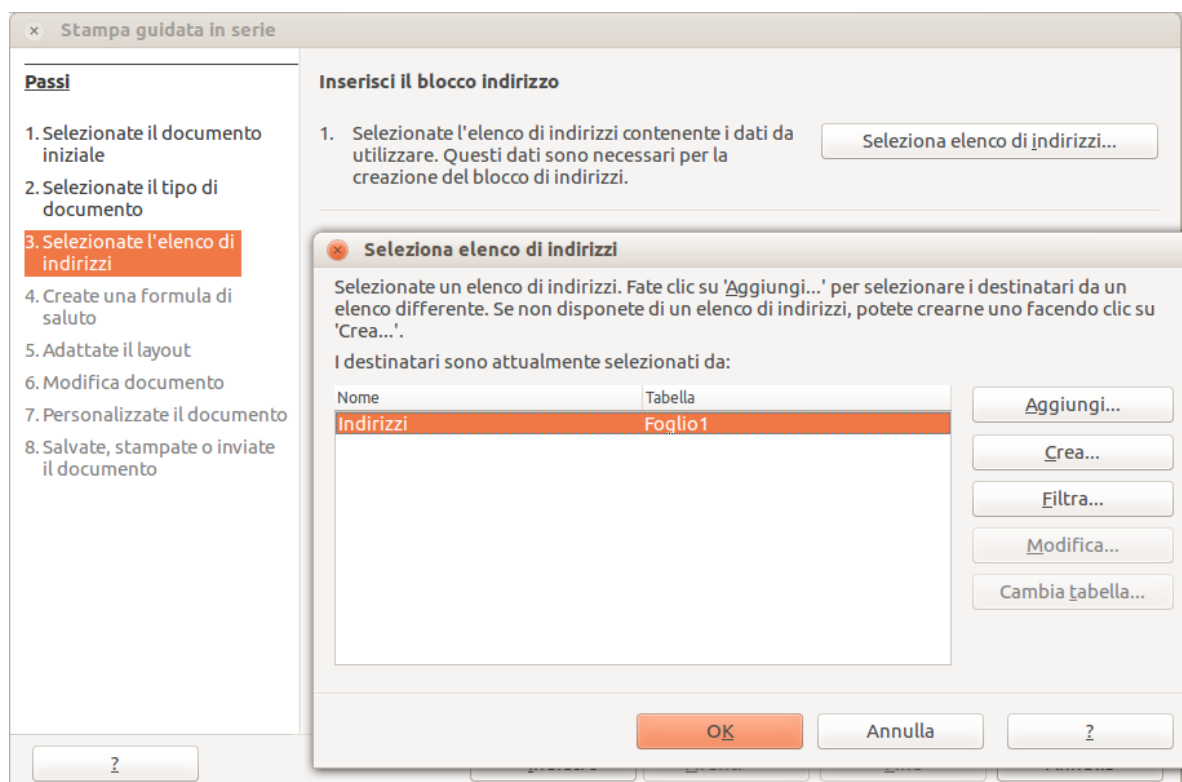 Stampa guidata in serie
Passi
1. Selezionate il documento
iniziale
2. Selezionate il tipo di
documento
3. Selezionate l'elenco di
indirizzi
4. Create una formula di
saluto
5. Adattate il layout
6. Modifica documento
7. Personalizzate il documento
8. Salvate, stampate o inviate
il documento
?
Inserisci il blocco indirizzo
1. Selezionate l'elenco di indirizzi contenente i dati da
utilizzare. Questi dati sono necessari per la
creazione del blocco di indirizzi.
Seleziona elenco di indirizzi...
Seleziona elenco di indirizzi
Selezionate un elenco di indirizzi. Fate clic su 'Aggiungi...' per selezionare i destinatari da un
elenco differente. Se non disponete di un elenco di indirizzi, potete crearne uno facendo clic su
'Crea...'.
I destinatari sono attualmente selezionati da:
Nome Tabella
Indirizzi Foglio1
Aggiungi...
Crea...
Filtra...
Modifica...
Cambia tabella...
OK Annulla ?